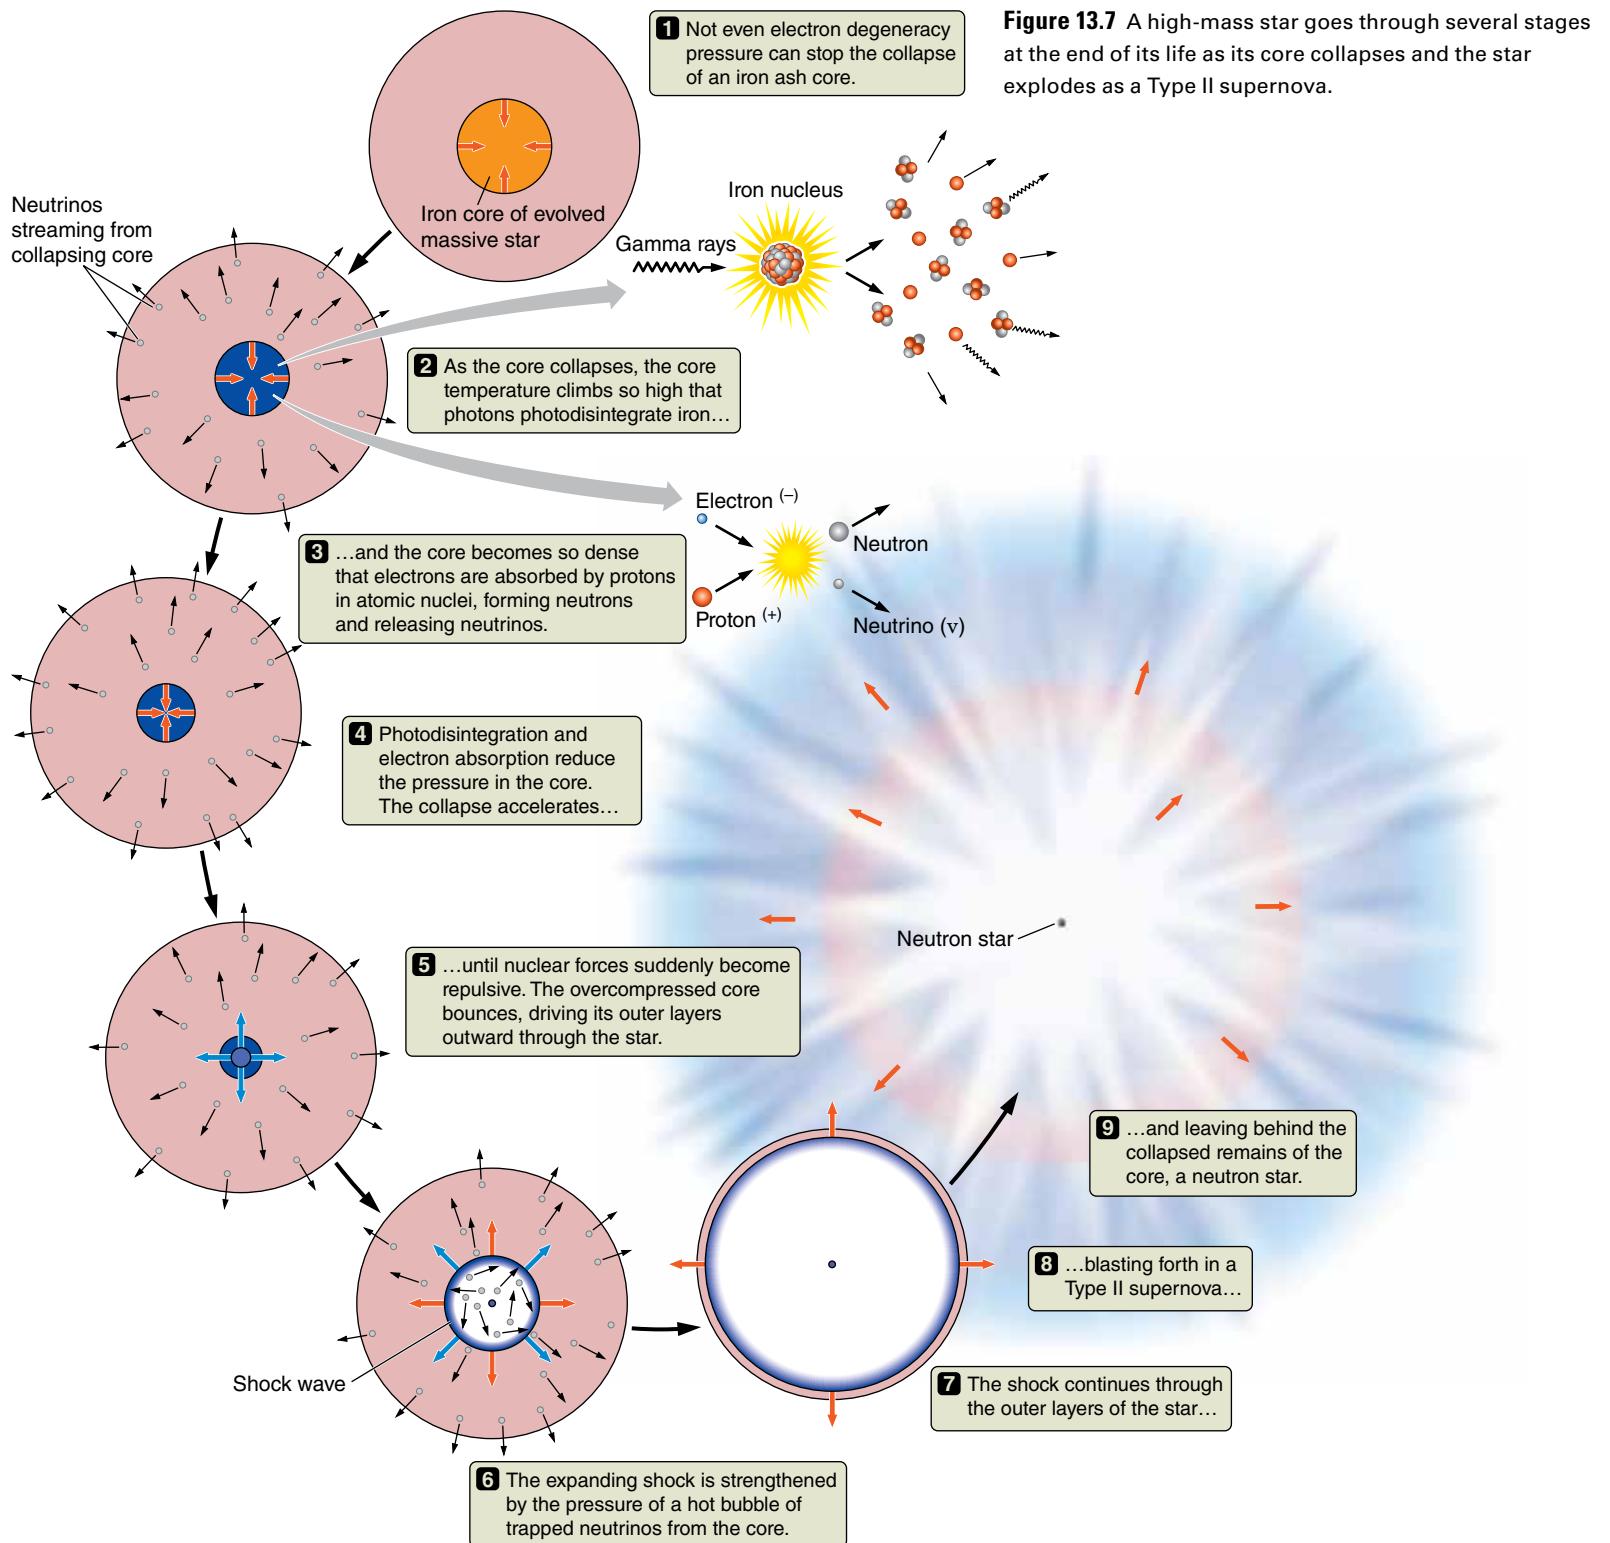 Figure 13.7 A high-mass star goes through several stages
at the end of its life as its core collapses and the star
explodes as a Type II supernova.
1 Not even electron degeneracy
pressure can stop the collapse
of an iron ash core.
Iron core of evolved
massive star
Neutrinos
streaming from
collapsing core
Iron nucleus
Gamma rays
2 As the core collapses, the core
temperature climbs so high that
photons photodisintegrate iron…
Electron (–)
Neutron
Proton (+)
Neutrino (ν)
3 …and the core becomes so dense
that electrons are absorbed by protons
in atomic nuclei, forming neutrons
and releasing neutrinos.
4 Photodisintegration and
electron absorption reduce
the pressure in the core.
The collapse accelerates…
5 …until nuclear forces suddenly become
repulsive. The overcompressed core
bounces, driving its outer layers
outward through the star.
Neutron star
Shock wave
6 The expanding shock is strengthened
by the pressure of a hot bubble of
trapped neutrinos from the core.
7 The shock continues through
the outer layers of the star…
8 …blasting forth in a
Type II supernova…
9 …and leaving behind the
collapsed remains of the
core, a neutron star.